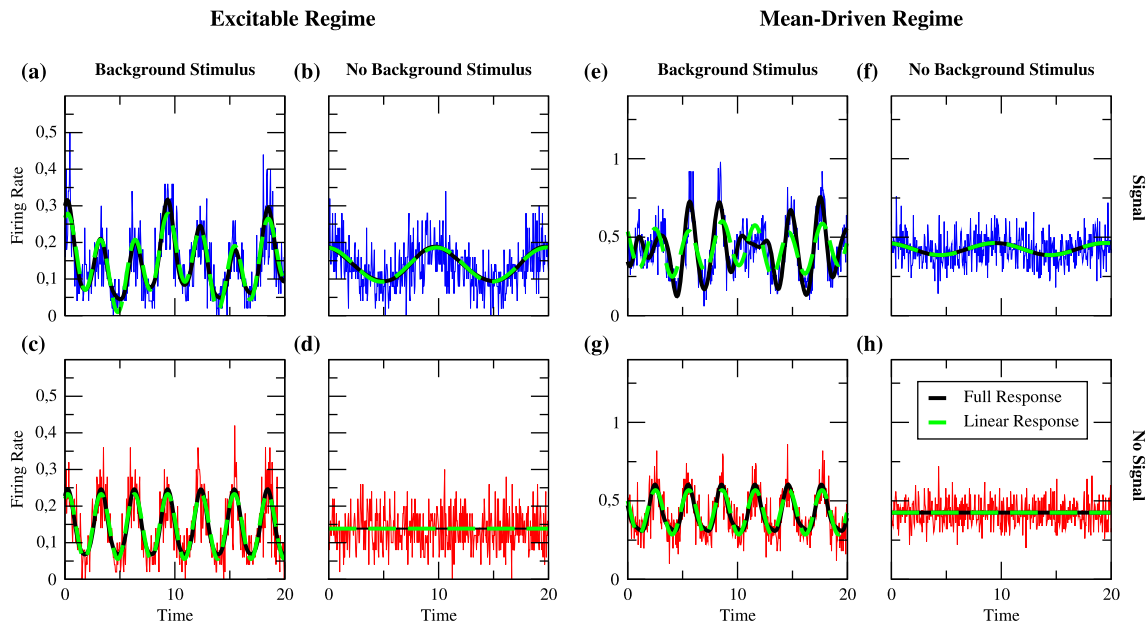 Excitable Regime
Mean-Driven Regime
(a) Background Stimulus
(b) No Background Stimulus
(e) Background Stimulus
(f) No Background Stimulus
0,5
0,4
0,3
0,2
0,1
0
Firing Rate
1
0.5
0
Signal
(c)
(d)
(g)
(h)
0,5
0,4
0,3
0,2
0,1
0
Firing Rate
1
0.5
0
Full Response
Linear Response
No Signal
0 10 20
0 10 20
0 10 20
0 10 20
Time
Time
Time
Time